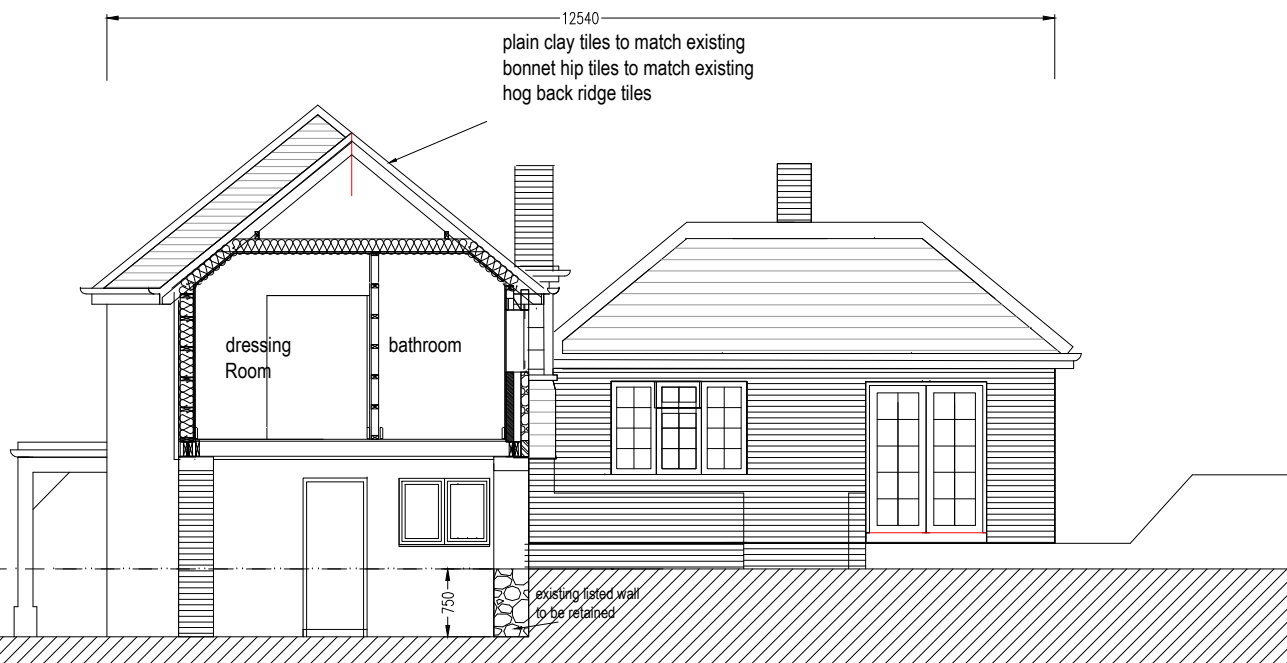 12540
plain clay tiles to match existing
bonnet hip tiles to match existing
hog back ridge tiles
dressing
Room
bathroom
750
existing listed wall
to be retained